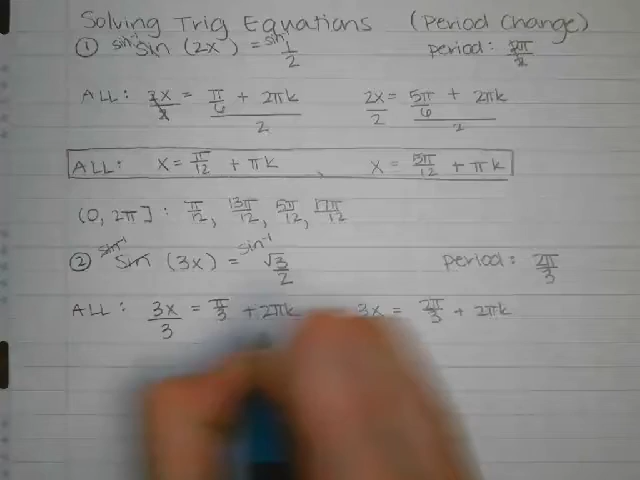 Solving Trig Equations (Period Change)
① sin⁻¹ sin (2x) = sin⁻¹ 1/2 period: 2π/2
ALL: 2x/2 = (π/6 + 2πk)/2 2x/2 = (5π/6 + 2πk)/2
ALL: x = π/12 + πk , x = 5π/12 + πk
(0, 2π]: π/12, 13π/12, 5π/12, 17π/12
② sin⁻¹ sin (3x) = sin⁻¹ √3/2 period: 2π/3
ALL: 3x/3 = π/3 + 2πk 3x = 2π/3 + 2πk